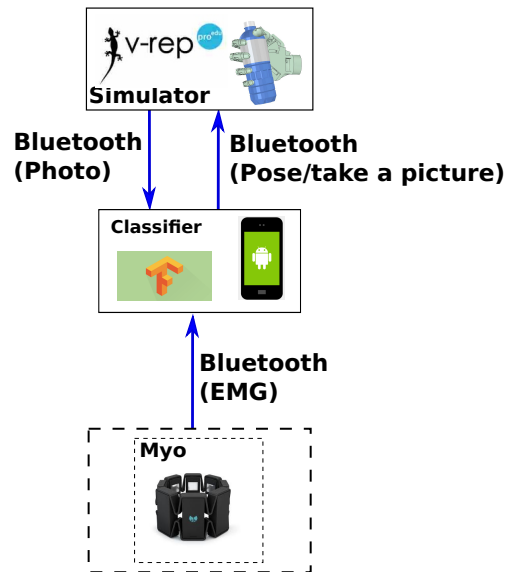 v-rep
pro edu
Simulator
Bluetooth
(Photo)
Bluetooth
(Pose/take a picture)
Classifier
Bluetooth
(EMG)
Myo